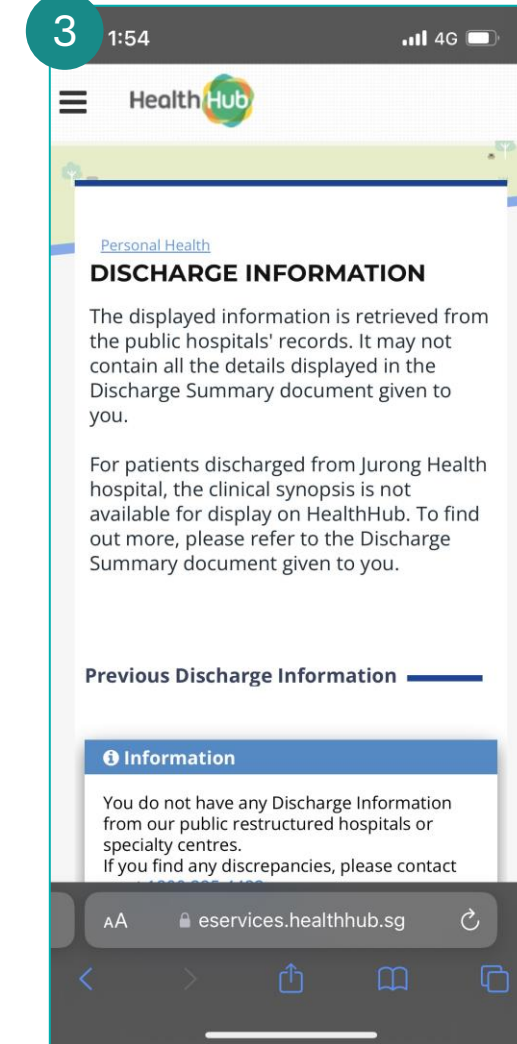 3
1:54
4G
Health Hub
Personal Health
DISCHARGE INFORMATION
The displayed information is retrieved from
the public hospitals' records. It may not
contain all the details displayed in the
Discharge Summary document given to
you.
For patients discharged from Jurong Health
hospital, the clinical synopsis is not
available for display on HealthHub. To find
out more, please refer to the Discharge
Summary document given to you.
Previous Discharge Information
Information
You do not have any Discharge Information
from our public restructured hospitals or
specialty centres.
If you find any discrepancies, please contact
AA eservices.healthhub.sg